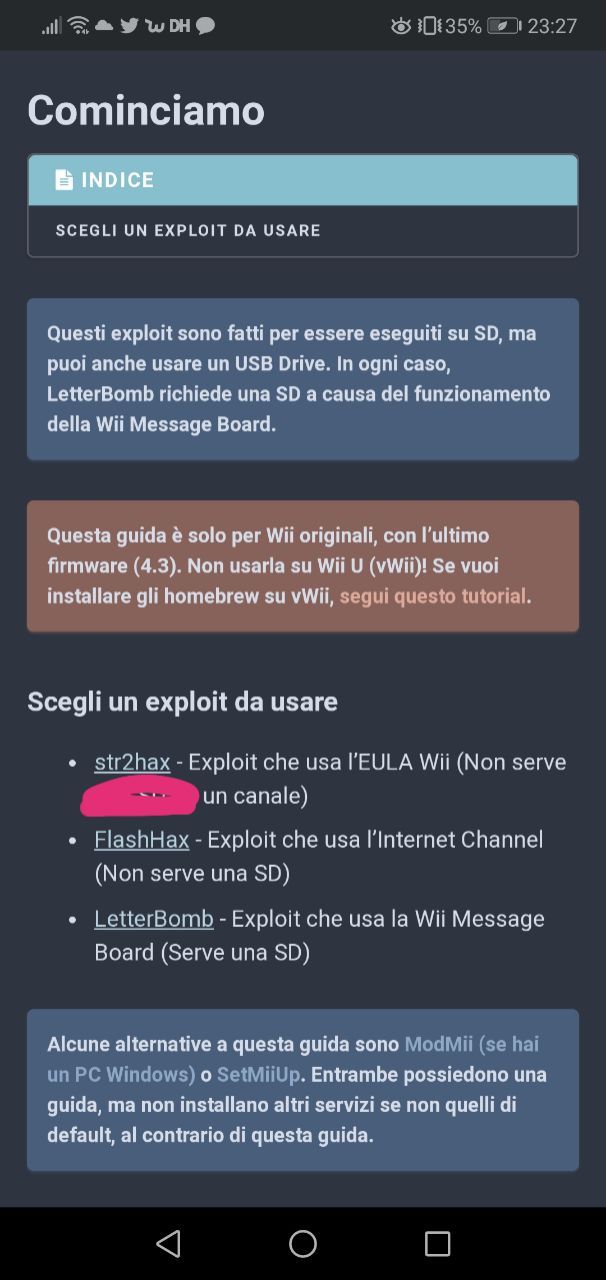 DH 35% 23:27
Cominciamo
INDICE
SCEGLI UN EXPLOIT DA USARE
Questi exploit sono fatti per essere eseguiti su SD, ma
puoi anche usare un USB Drive. In ogni caso,
LetterBomb richiede una SD a causa del funzionamento
della Wii Message Board.
Questa guida è solo per Wii originali, con l’ultimo
firmware (4.3). Non usarla su Wii U (vWii)! Se vuoi
installare gli homebrew su vWii, segui questo tutorial.
Scegli un exploit da usare
• str2hax - Exploit che usa l’EULA Wii (Non serve
un canale)
• FlashHax - Exploit che usa l’Internet Channel
(Non serve una SD)
• LetterBomb - Exploit che usa la Wii Message
Board (Serve una SD)
Alcune alternative a questa guida sono ModMii (se hai
un PC Windows) o SetMiiUp. Entrambe possiedono una
guida, ma non installano altri servizi se non quelli di
default, al contrario di questa guida.